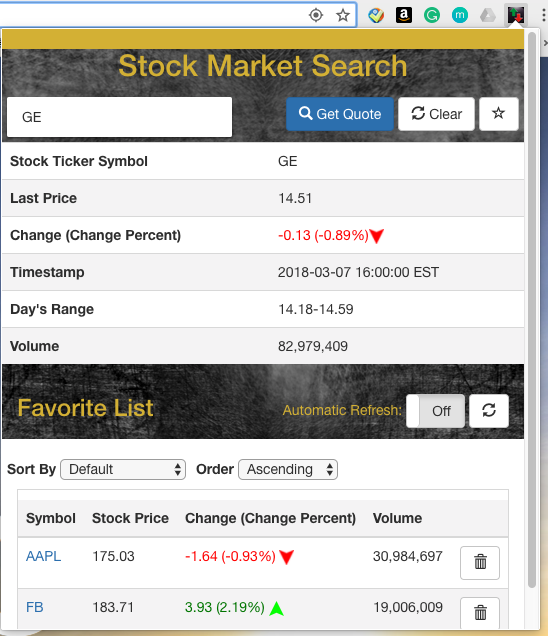 Stock Market Search
GE Get Quote Clear
Stock Ticker Symbol GE
Last Price 14.51
Change (Change Percent) -0.13 (-0.89%)
Timestamp 2018-03-07 16:00:00 EST
Day's Range 14.18-14.59
Volume 82,979,409
Favorite List Automatic Refresh: Off
Sort By Default Order Ascending
Symbol Stock Price Change (Change Percent) Volume
AAPL 175.03 -1.64 (-0.93%) 30,984,697
FB 183.71 3.93 (2.19%) 19,006,009